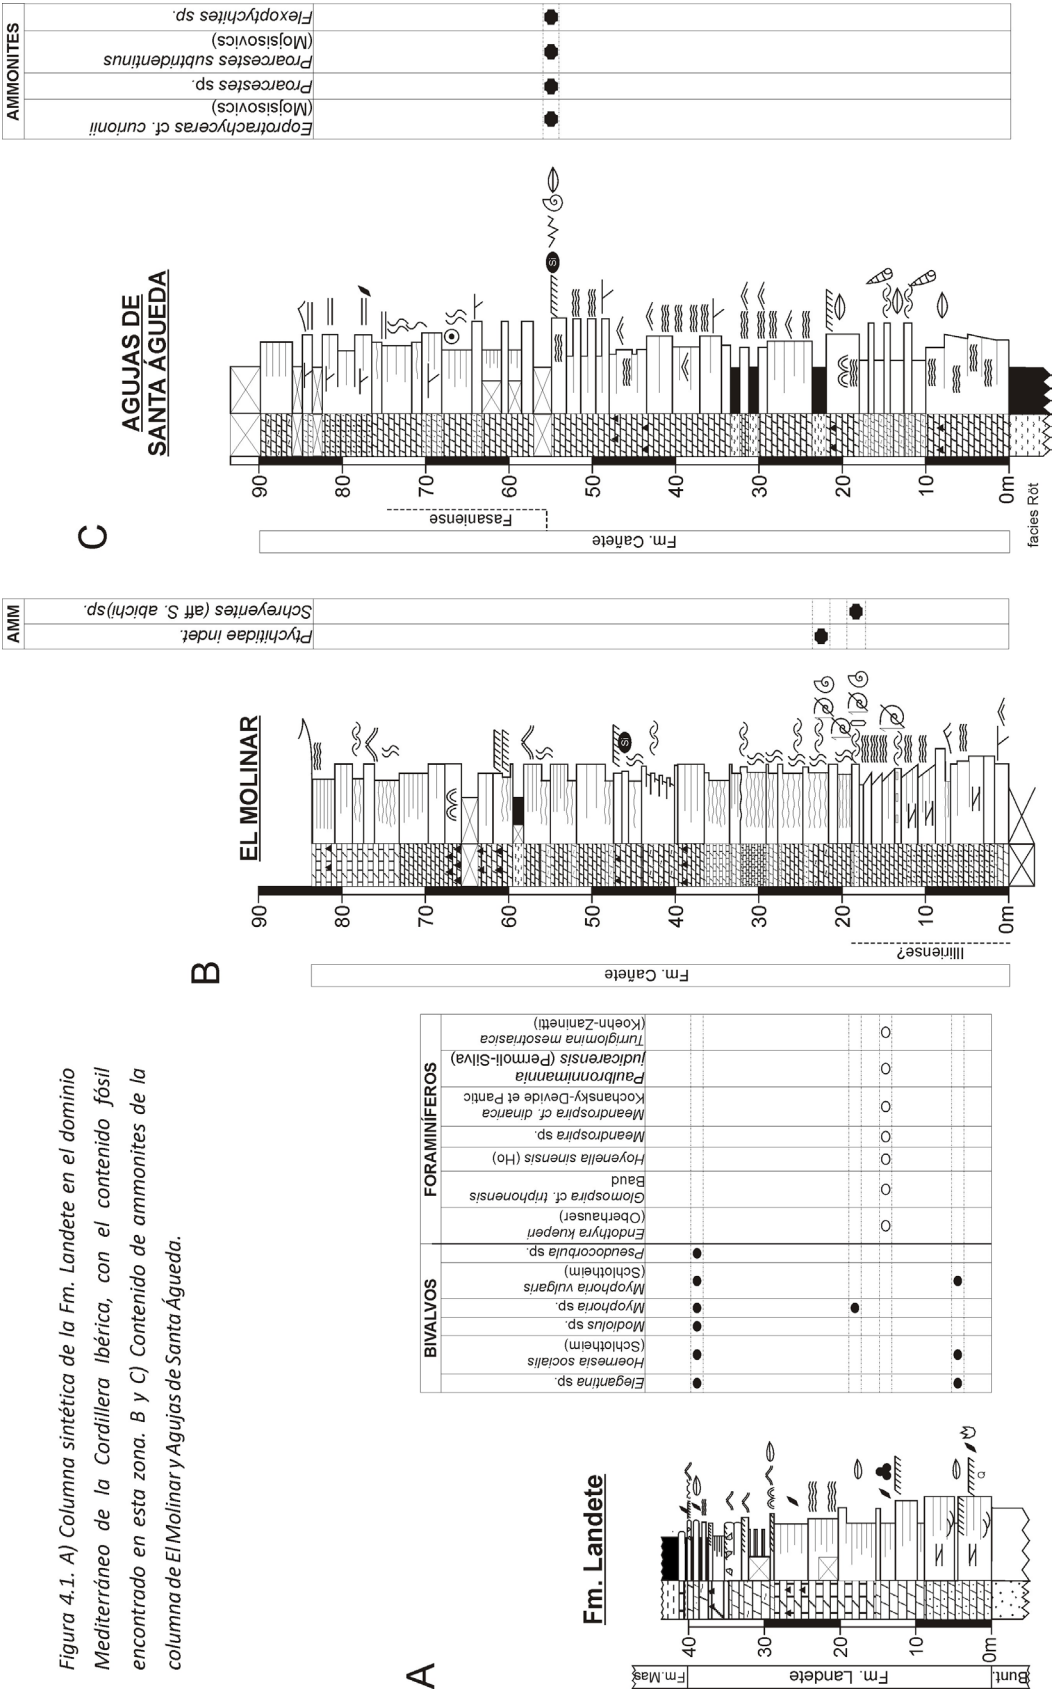 Figura 4.1. A) Columna sintética de la Fm. Landete en el dominio
Mediterráneo de la Cordillera Ibérica, con el contenido fósil
encontrado en esta zona. B y C) Contenido de ammonites de la
columna de El Molinar y Agujas de Santa Águeda.
A
Fm. Landete
Fm.Mas
Fm. Landete
Bunt.
40
30
20
10
0m
Q
BIVALVOS
FORAMINÍFEROS
Elegantina sp.
Hoernesia socialis
(Schlotheim)
Modiolus sp.
Myophoria sp.
Myophoria vulgaris
(Schlotheim)
Pseudocorbula sp.
Endothyra kueperi
(Oberhauser)
Glomospira cf. triphonensis
Baud
Hoyenella sinensis (Ho)
Meandrospira sp.
Meandrospira cf. dinarica
Kochansky-Devide et Pantic
Paulbronnimannia
judicarensis (Permoli-Silva)
Turriglomina mesotriasica
(Koehn-Zaninetti)
B
EL MOLINAR
Fm. Cañete
Illiriense?
90
80
70
60
50
40
30
20
10
0m
Si
AMM
Ptychitidae indet.
Schreyerites (aff S. abichi)sp.
C
AGUJAS DE
SANTA ÁGUEDA
Fm. Cañete
Fasaniense
90
80
70
60
50
40
30
20
10
0m
facies Röt
Si
AMMONITES
Eoprotrachyceras cf. curionii
(Mojsisovics)
Proarcestes sp.
Proarcestes subtridentinus
(Mojsisovics)
Flexoptychites sp.